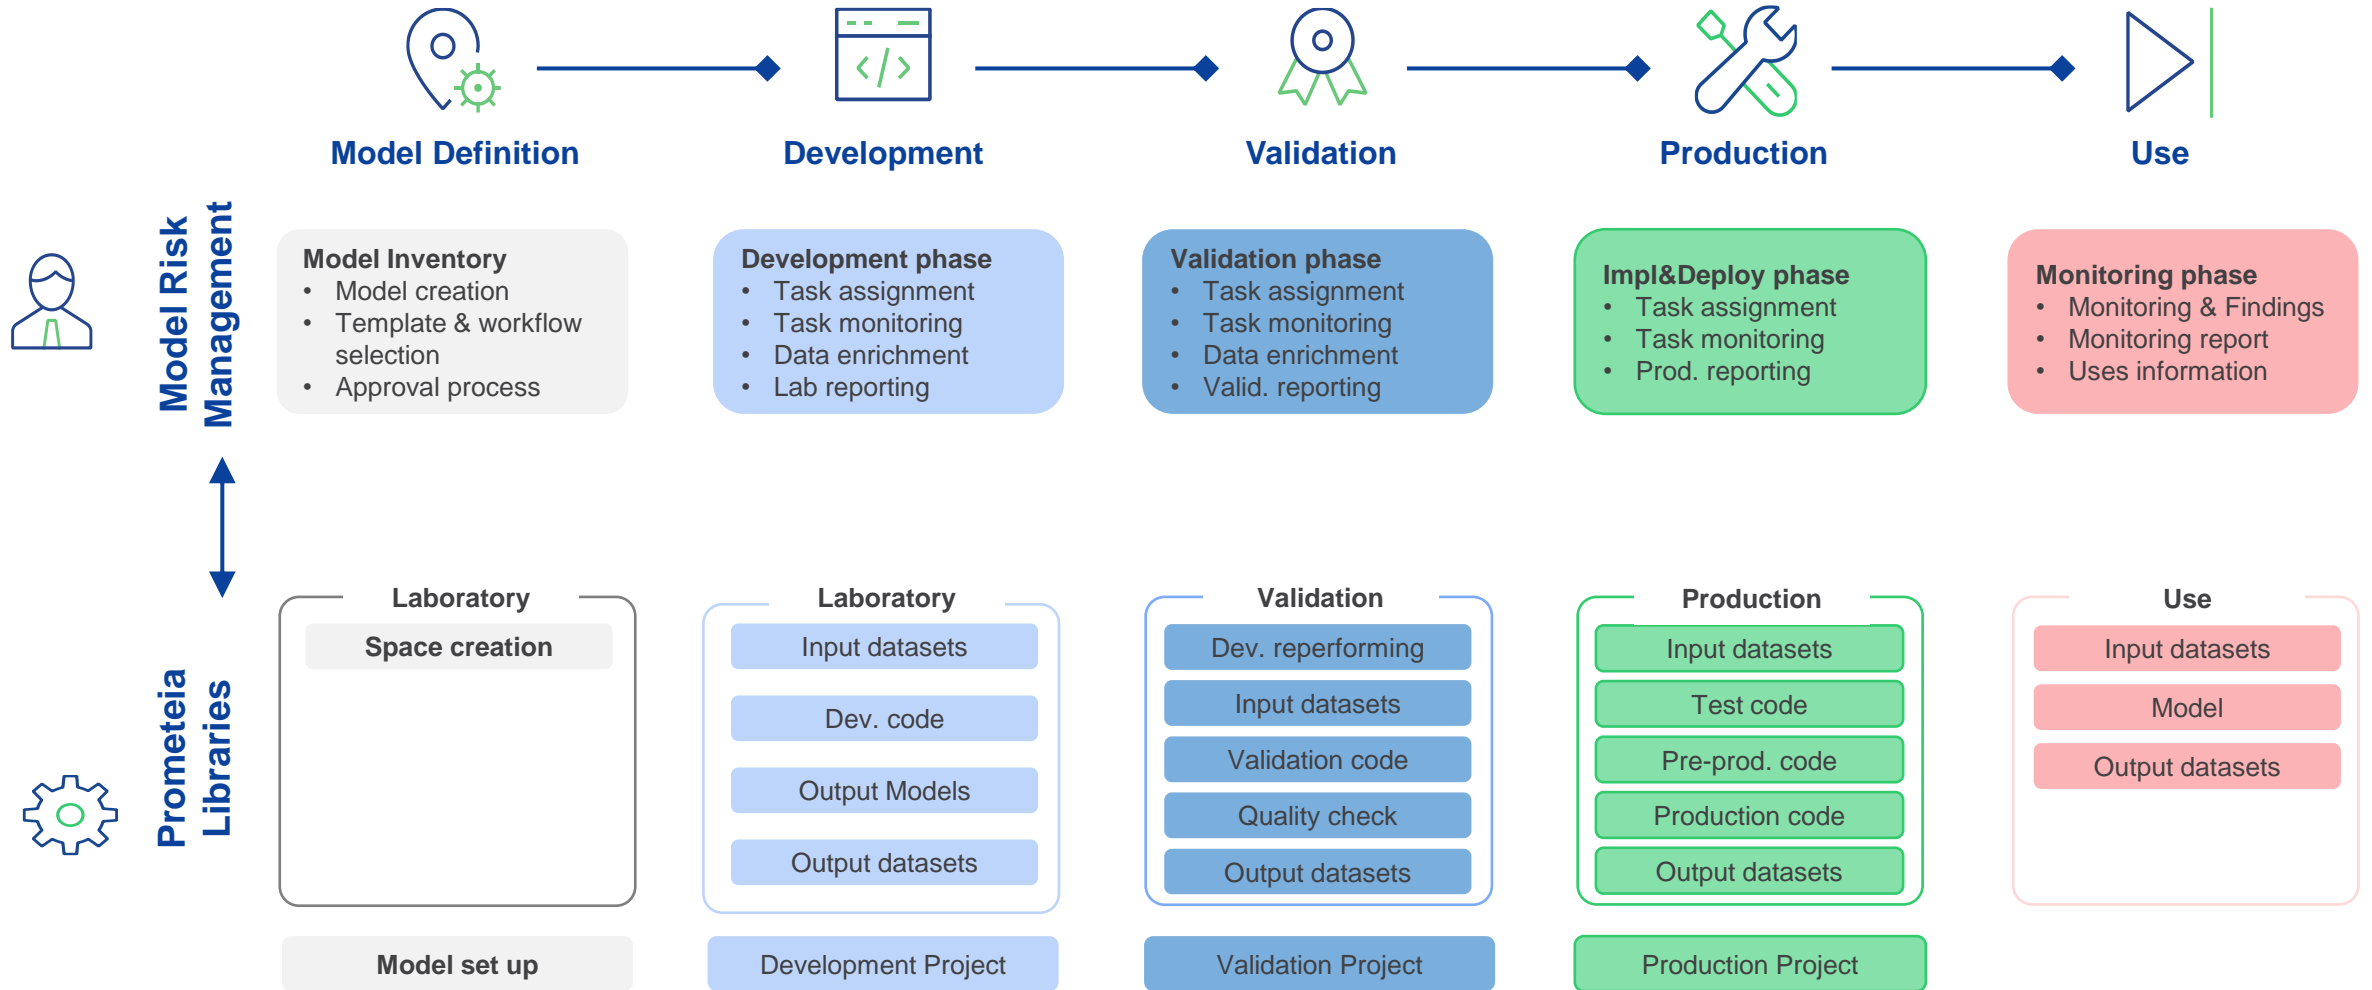 Model Definition
Development
Validation
Production
Use
Model Risk
Management
Model Inventory
• Model creation
• Template & workflow
selection
• Approval process
Development phase
• Task assignment
• Task monitoring
• Data enrichment
• Lab reporting
Validation phase
• Task assignment
• Task monitoring
• Data enrichment
• Valid. reporting
Impl&Deploy phase
• Task assignment
• Task monitoring
• Prod. reporting
Monitoring phase
• Monitoring & Findings
• Monitoring report
• Uses information
Prometeia
Libraries
Laboratory
Space creation
Model set up
Laboratory
Input datasets
Dev. code
Output Models
Output datasets
Development Project
Validation
Dev. reperforming
Input datasets
Validation code
Quality check
Output datasets
Validation Project
Production
Input datasets
Test code
Pre-prod. code
Production code
Output datasets
Production Project
Use
Input datasets
Model
Output datasets